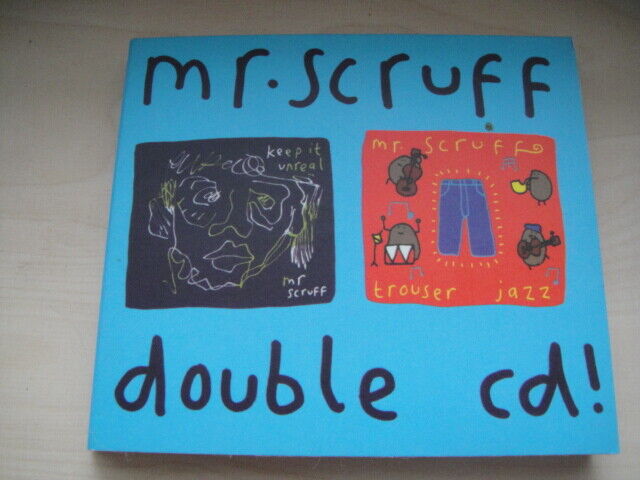 mr.scruff
keep it
unreal
mr
scruff
mr. scruff
trouser jazz
double cd!